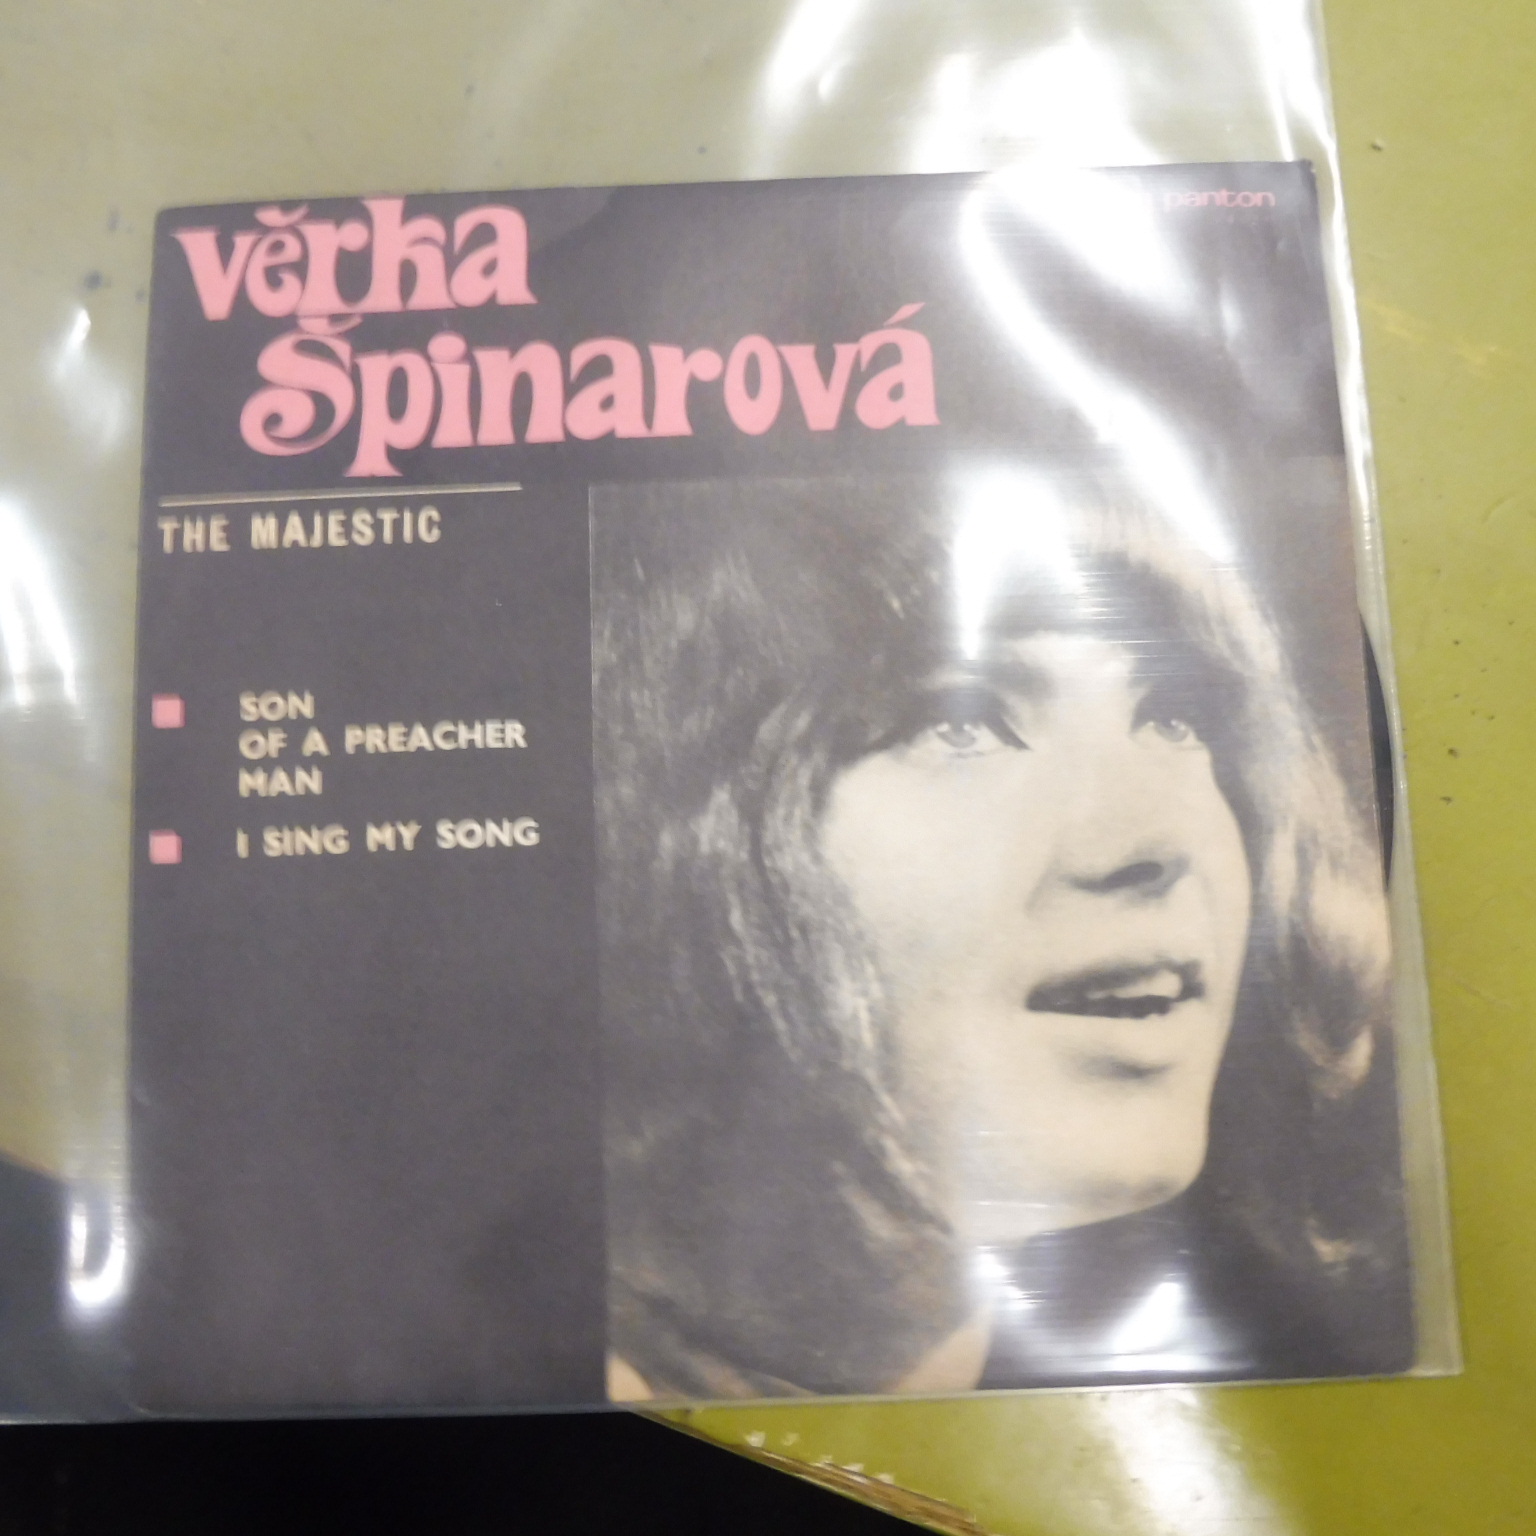 panton
věrka
Špinarová
THE MAJESTIC
SON
OF A PREACHER
MAN
I SING MY SONG